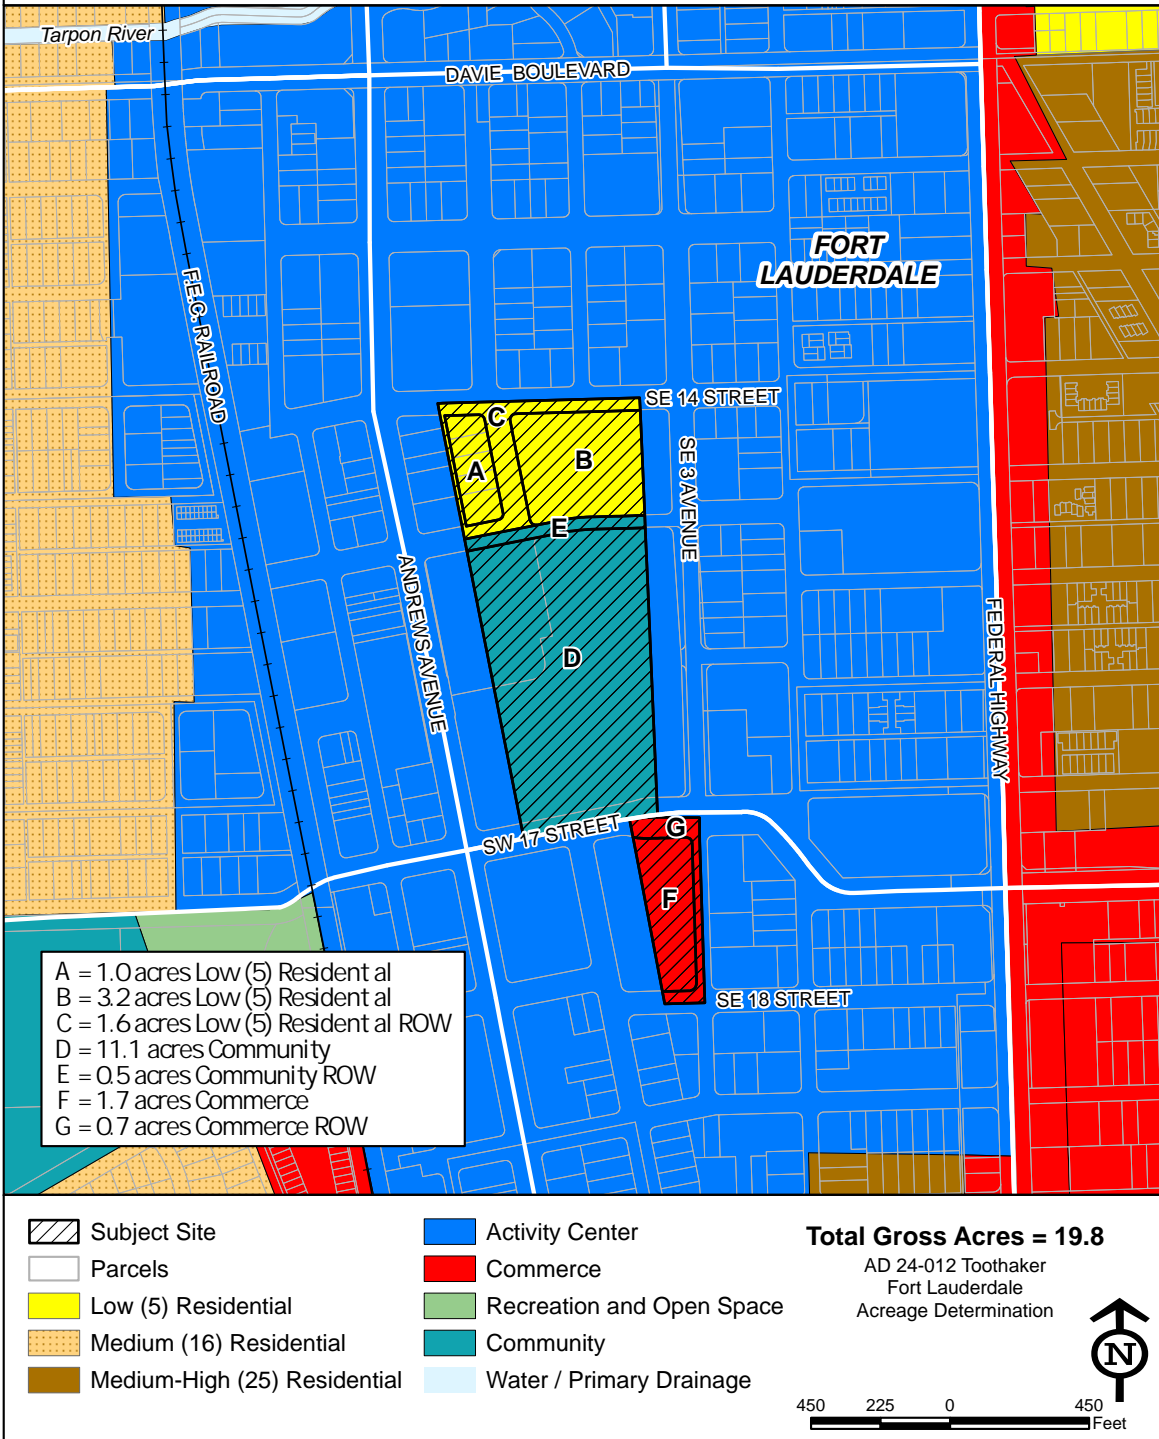 Tarpon River
DAVIE BOULEVARD
FORT
LAUDERDALE
F.E.C. RAILROAD
SE 14 STREET
C
A
B
SE 3 AVENUE
E
ANDREWS AVENUE
FEDERAL HIGHWAY
D
SW 17 STREET
G
F
SE 18 STREET
A = 1.0 acres Low (5) Resident al
B = 3.2 acres Low (5) Resident al
C = 1.6 acres Low (5) Resident al ROW
D = 11.1 acres Community
E = 0.5 acres Community ROW
F = 1.7 acres Commerce
G = 0.7 acres Commerce ROW
Subject Site
Parcels
Low (5) Residential
Medium (16) Residential
Medium-High (25) Residential
Activity Center
Commerce
Recreation and Open Space
Community
Water / Primary Drainage
Total Gross Acres = 19.8
AD 24-012 Toothaker
Fort Lauderdale
Acreage Determination
N
450 225 0 450
Feet